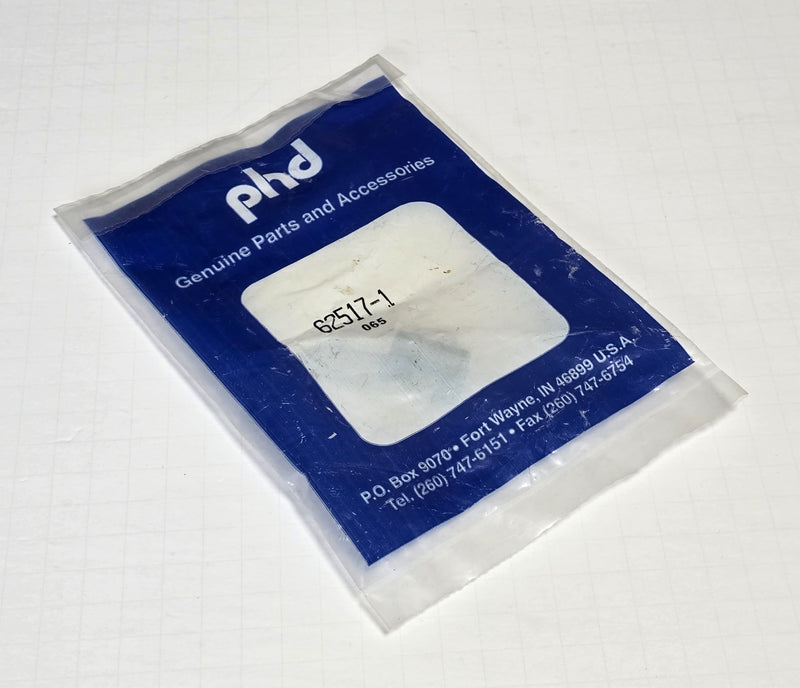 phd
Genuine Parts and Accessories
62517-1
065
P.O. Box 9070 • Fort Wayne, IN 46899 U.S.A.
Tel. (260) 747-6151 • Fax (260) 747-6754